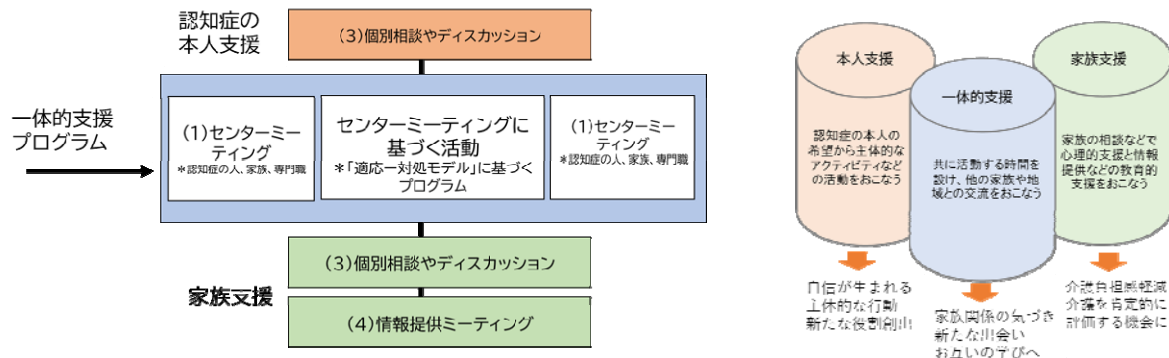 認知症の
本人支援
(3)個別相談やディスカッション
一体的支援
プログラム
(1)センターミー
ティング
＊認知症の人、家族、専門職
センターミーティングに
基づく活動
＊「適応ー対処モデル」に基づく
プログラム
(1)センターミー
ティング
＊認知症の人、家族、専門職
(3)個別相談やディスカッション
家族支援
(4)情報提供ミーティング
本人支援
認知症の本人の
希望から主体的な
アクティビティなど
の活動をおこなう
自信が生まれる
主体的な行動
新たな役割創出
一体的支援
共に活動する時間を
設け、他の家族や地
域との交流をおこなう
家族関係の気づき
新たな出会い
お互いの学びへ
家族支援
家族の相談などで
心理的支援と情報
提供などの教育的
支援をおこなう
介護負担感軽減
介護を肯定的に
評価する機会に